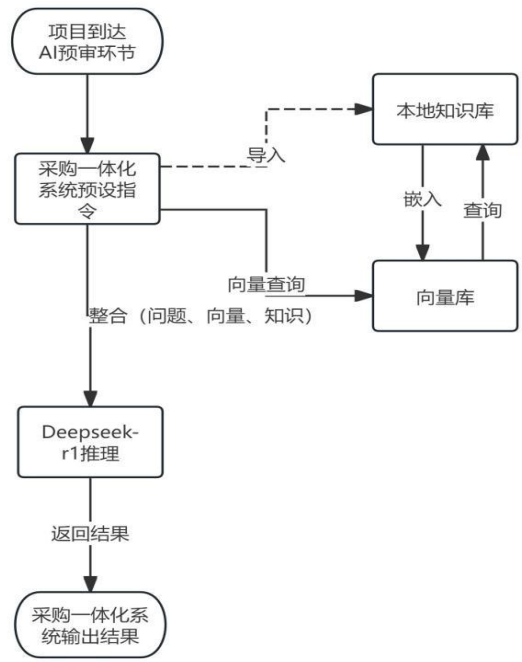 项目到达
AI预审环节
本地知识库
导入
采购一体化
系统预设指
令
嵌入
查询
向量查询
向量库
整合（问题、向量、知识）
Deepseek-
r1推理
返回结果
采购一体化系
统输出结果